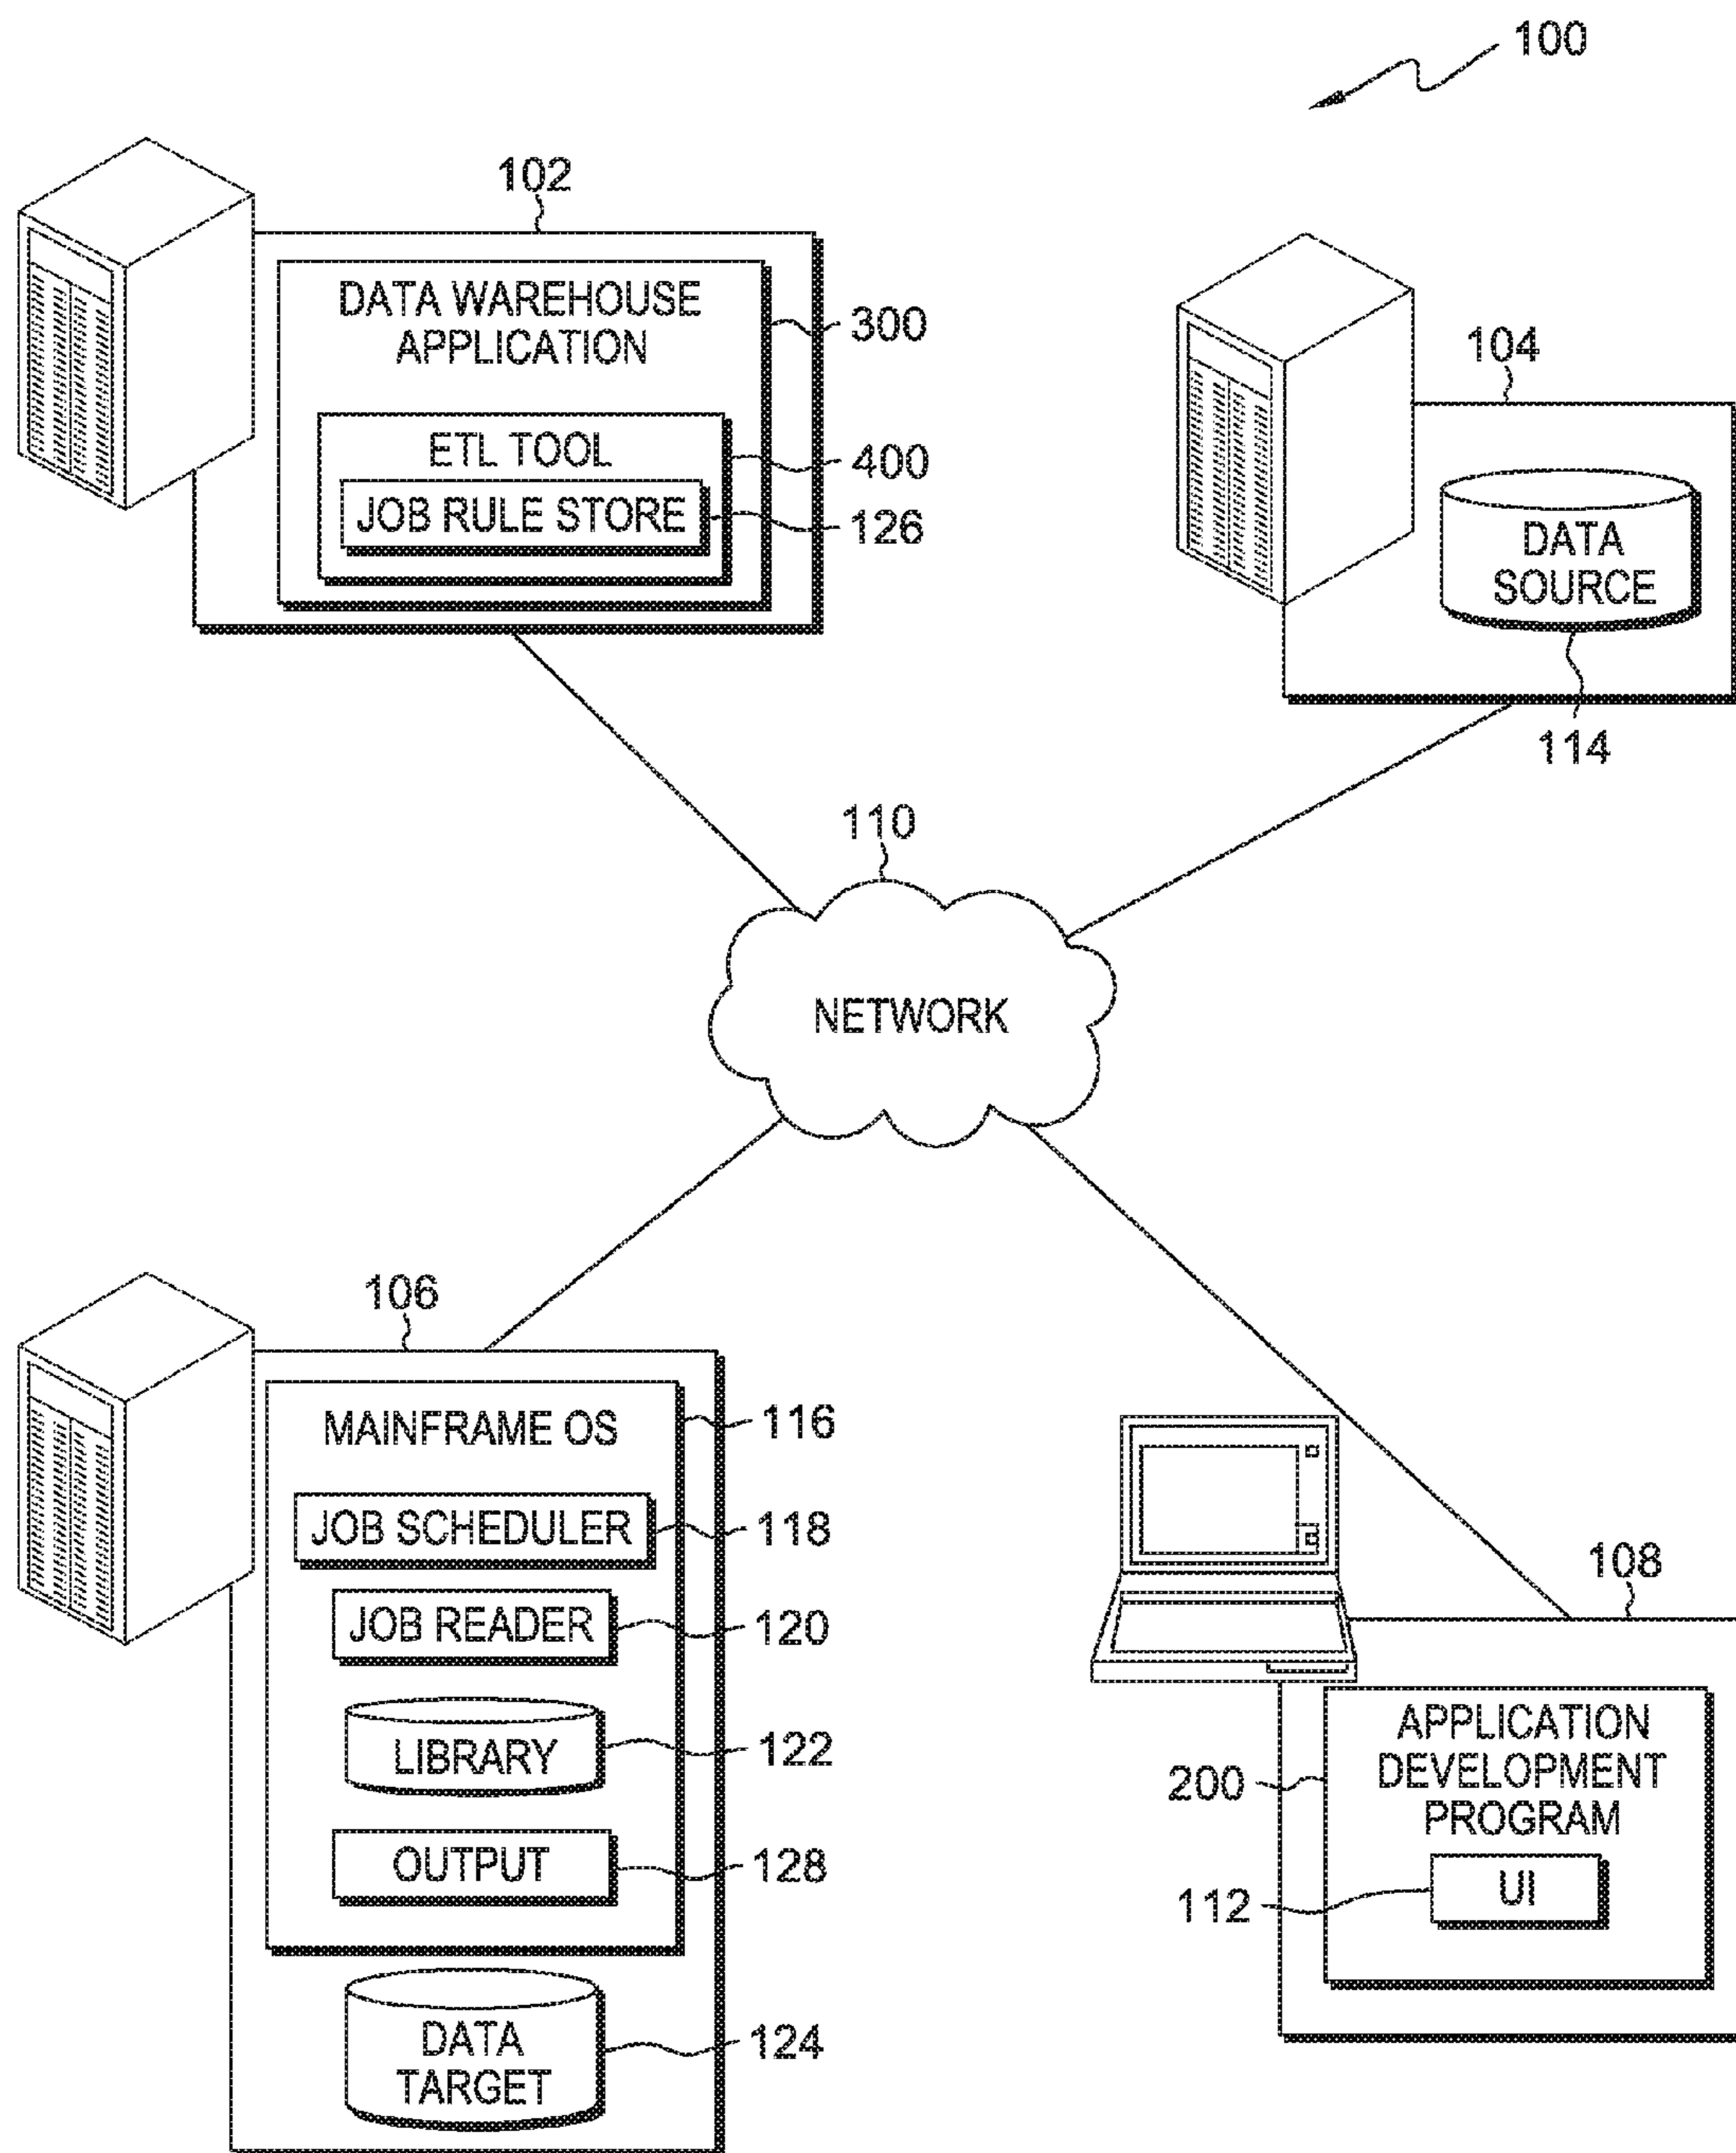 100
102
DATA WAREHOUSE
APPLICATION
300
ETL TOOL
400
JOB RULE STORE
126
104
DATA
SOURCE
114
110
NETWORK
106
MAINFRAME OS
116
JOB SCHEDULER
118
JOB READER
120
LIBRARY
122
OUTPUT
128
DATA
TARGET
124
108
APPLICATION
DEVELOPMENT
PROGRAM
200
UI
112